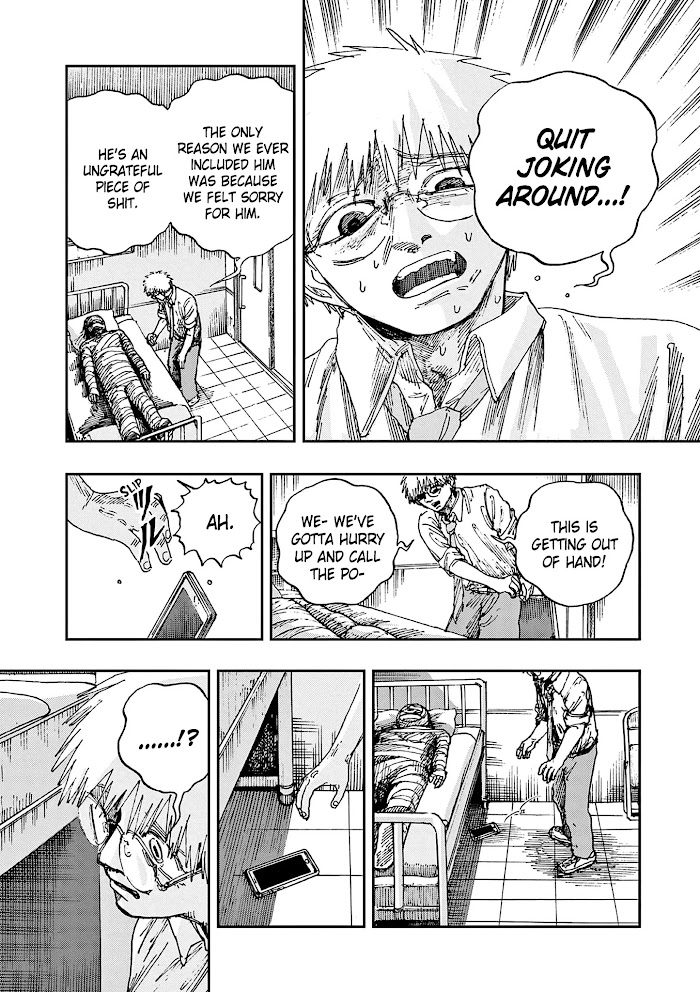 QUIT
JOKING
AROUND...!
THE ONLY
REASON WE EVER
INCLUDED HIM
WAS BECAUSE
WE FELT SORRY
FOR HIM.
HE'S AN
UNGRATEFUL
PIECE OF
SHIT.
THIS IS
GETTING OUT
OF HAND!
WE- WE'VE
GOTTA HURRY
UP AND CALL
THE PO-
AH.
SLIP
ツル
......!?